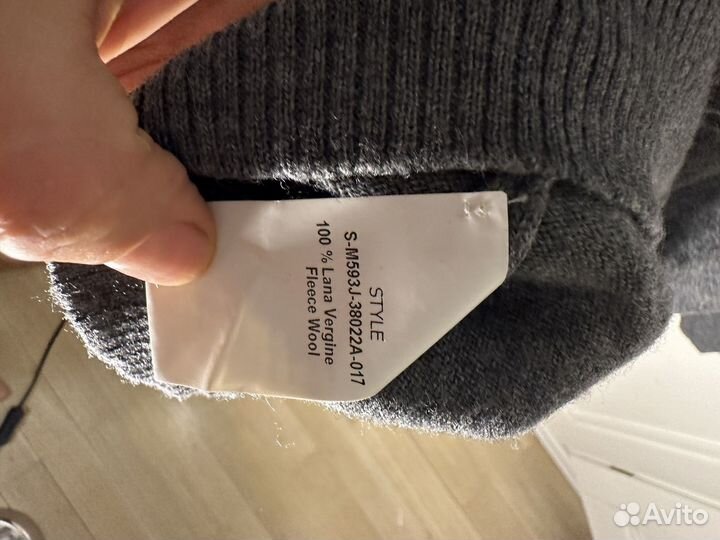 STYLE
S-M593J-38022A-017
100 % Lana Vergine
Fleece Wool
Avito